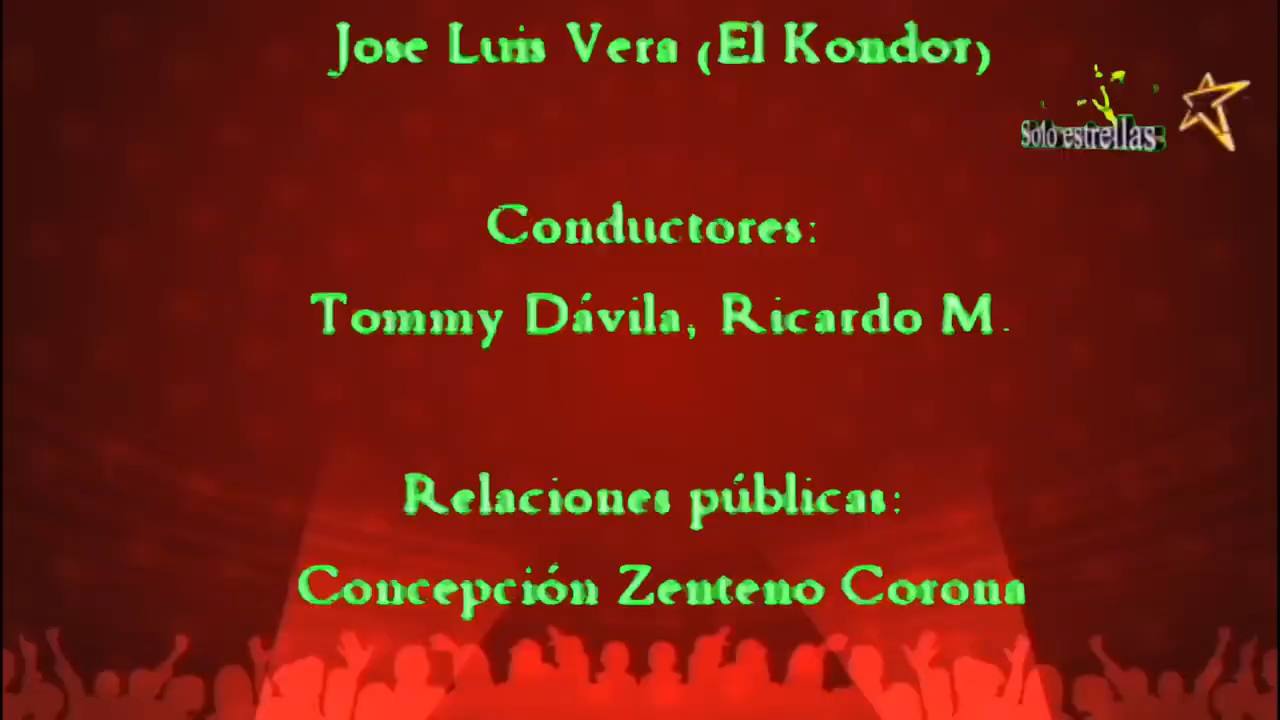 Jose Luis Vera (El Kondor)
Solo estrellas
Conductores:
Tommy Dávila, Ricardo M.
Relaciones públicas:
Concepción Zenteno Corona